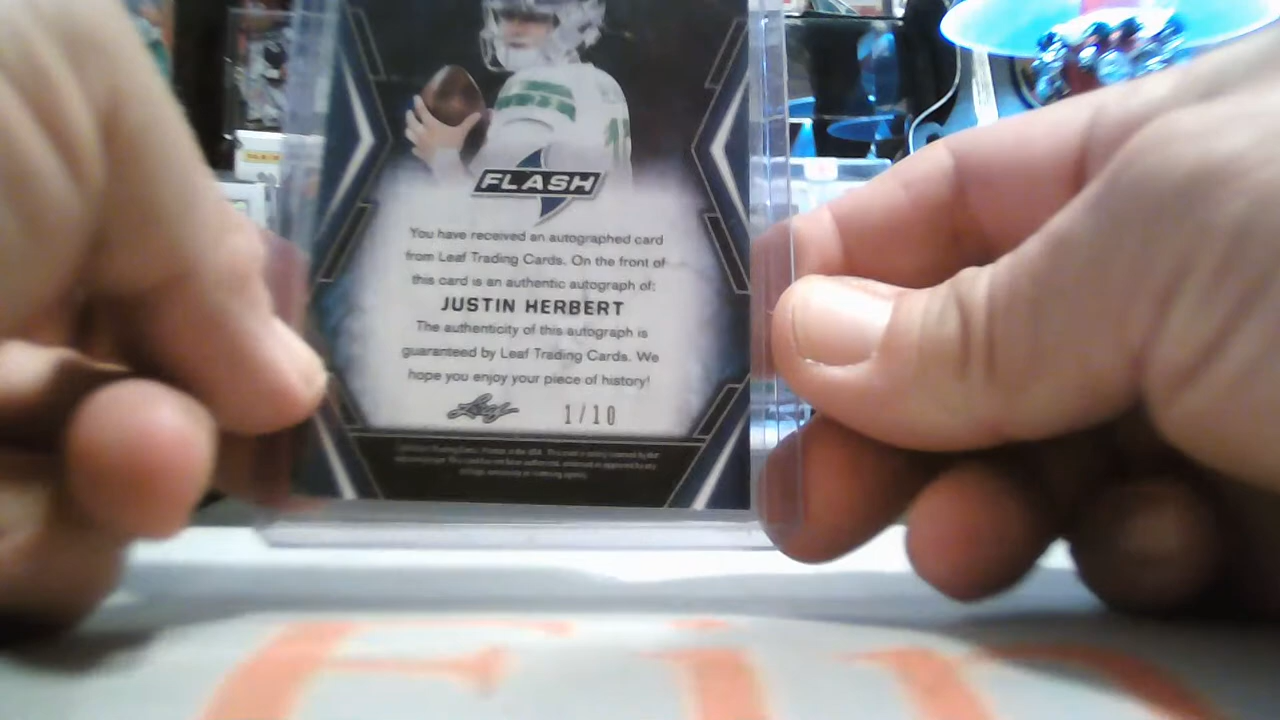 FLASH
You have received an autographed card
from Leaf Trading Cards. On the front of
this card is an authentic autograph of:
JUSTIN HERBERT
The authenticity of this autograph is
guaranteed by Leaf Trading Cards. We
hope you enjoy your piece of history!
Leaf 1/10